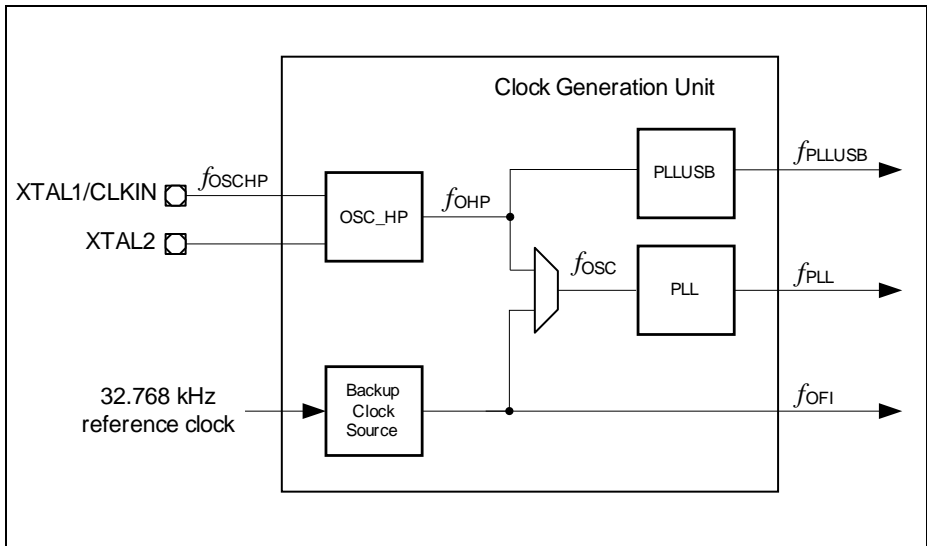 Clock Generation Unit
XTAL1/CLKIN
fOSCHP
OSC_HP
fOHP
PLLUSB
fPLLUSB
XTAL2
fOSC
PLL
fPLL
32.768 kHz
reference clock
Backup
Clock
Source
fOFI